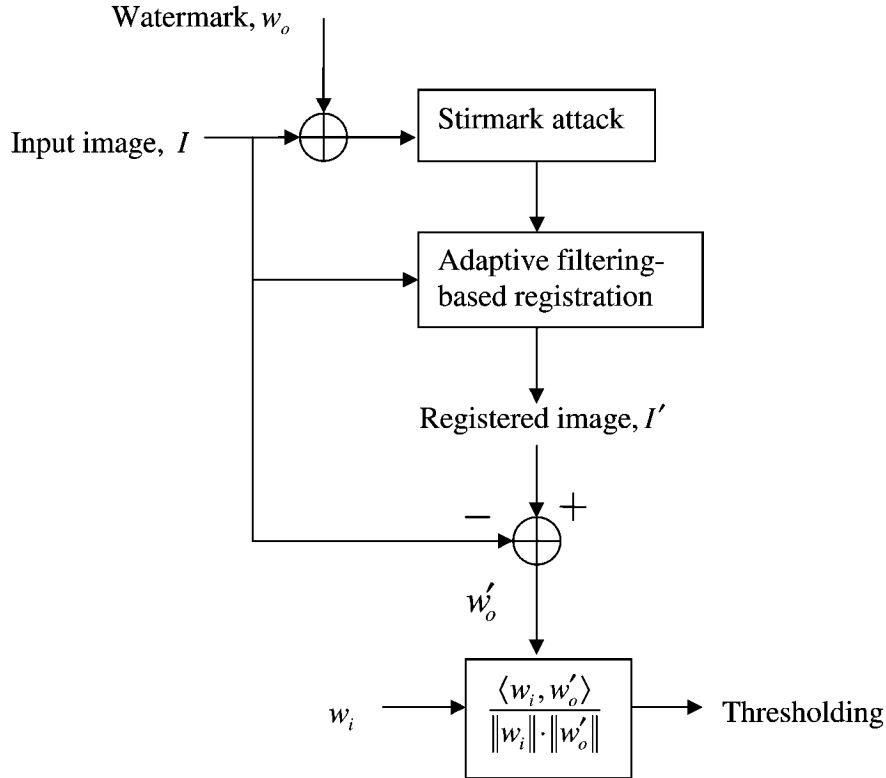 Watermark, w_o
Stirmark attack
Input image, I
Adaptive filtering-
based registration
Registered image, I′
− +
w′_o
⟨w_i, w′_o⟩
‖w_i‖·‖w′_o‖
w_i
Thresholding